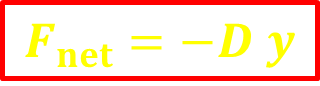 F_net = −D y